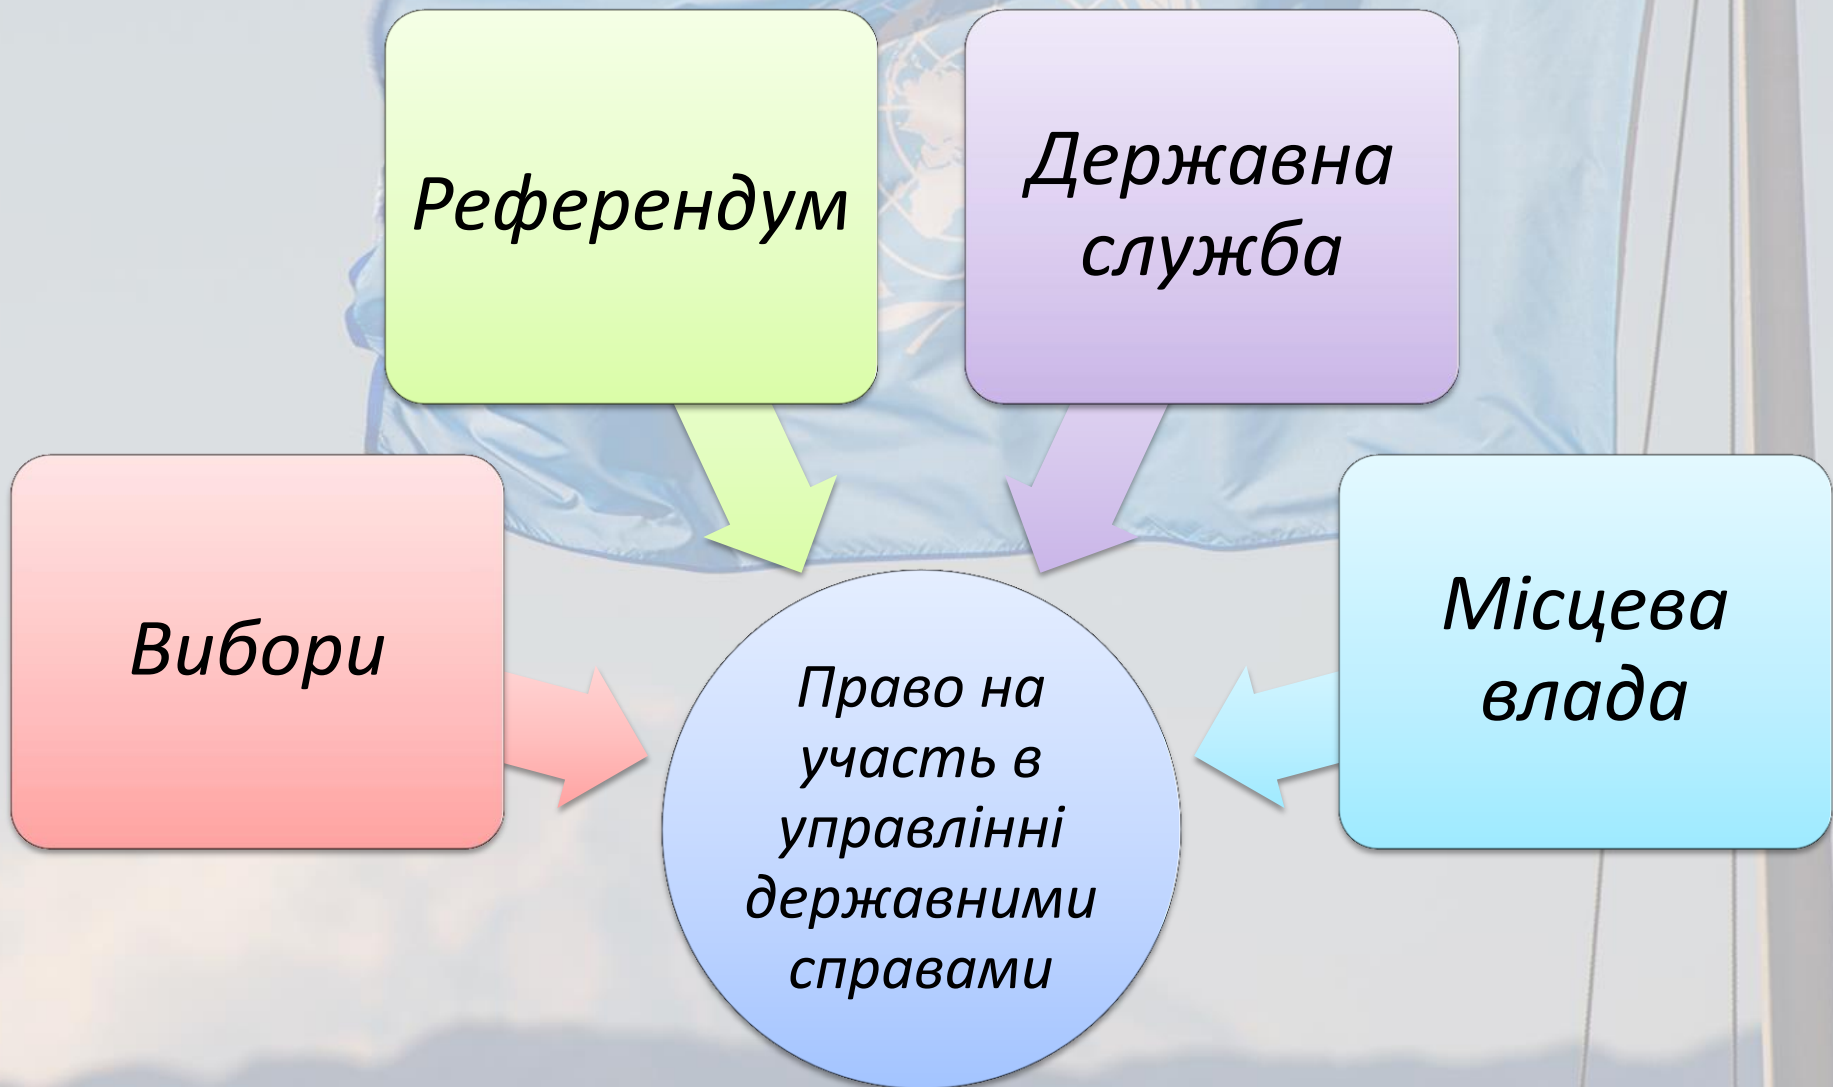 Референдум
Державна
служба
Вибори
Місцева
влада
Право на
участь в
управлінні
державними
справами